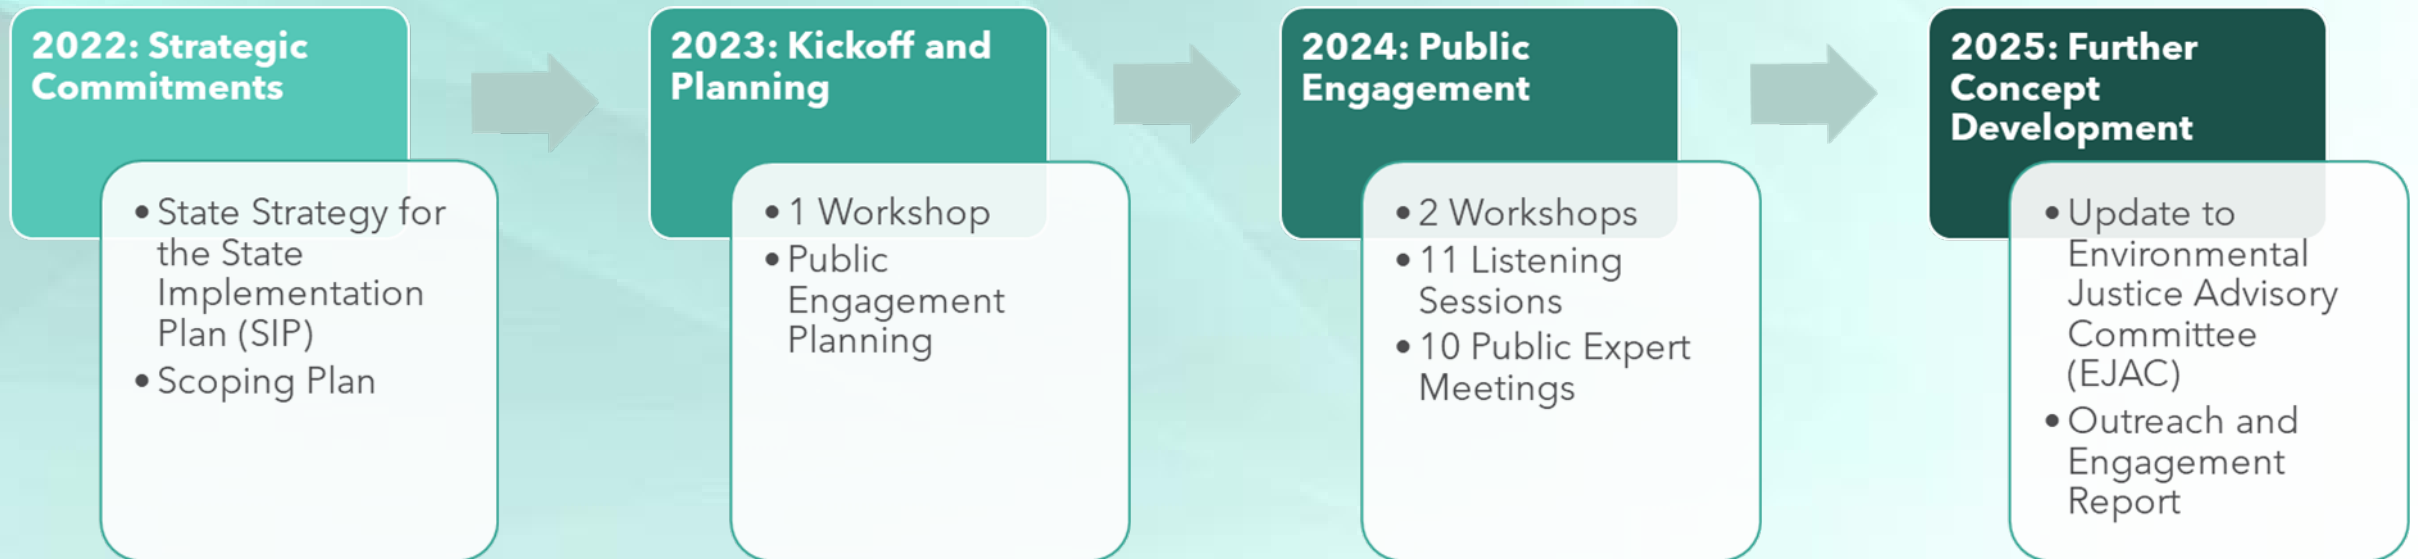 2022: Strategic
Commitments
• State Strategy for
the State
Implementation
Plan (SIP)
• Scoping Plan
2023: Kickoff and
Planning
• 1 Workshop
• Public
Engagement
Planning
2024: Public
Engagement
• 2 Workshops
• 11 Listening
Sessions
• 10 Public Expert
Meetings
2025: Further
Concept
Development
• Update to
Environmental
Justice Advisory
Committee
(EJAC)
• Outreach and
Engagement
Report